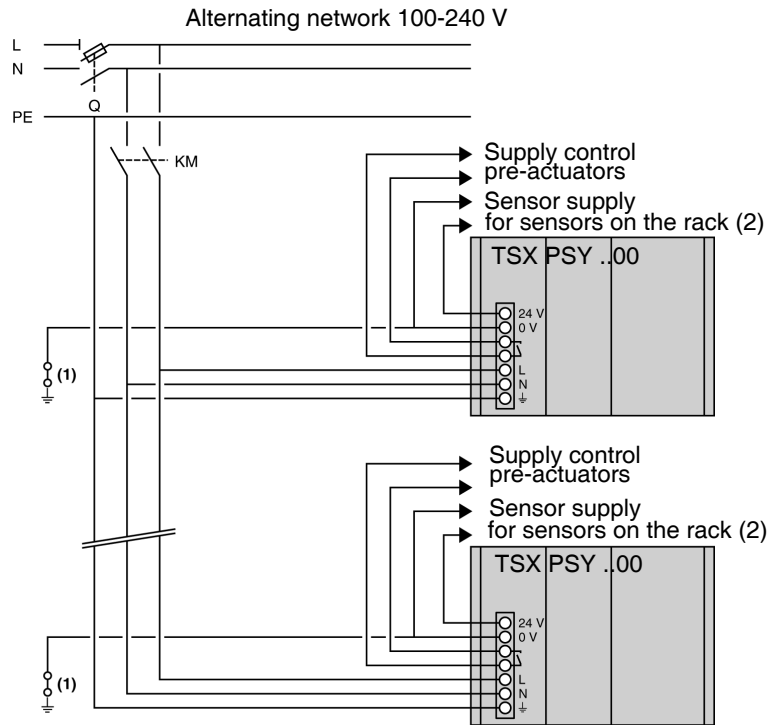 Alternating network 100-240 V
L
N
Q
PE
KM
Supply control
pre-actuators
Sensor supply
for sensors on the rack (2)
TSX PSY ..00
24 V
0 V
(1)
L
N
Supply control
pre-actuators
Sensor supply
for sensors on the rack (2)
TSX PSY ..00
24 V
0 V
(1)
L
N